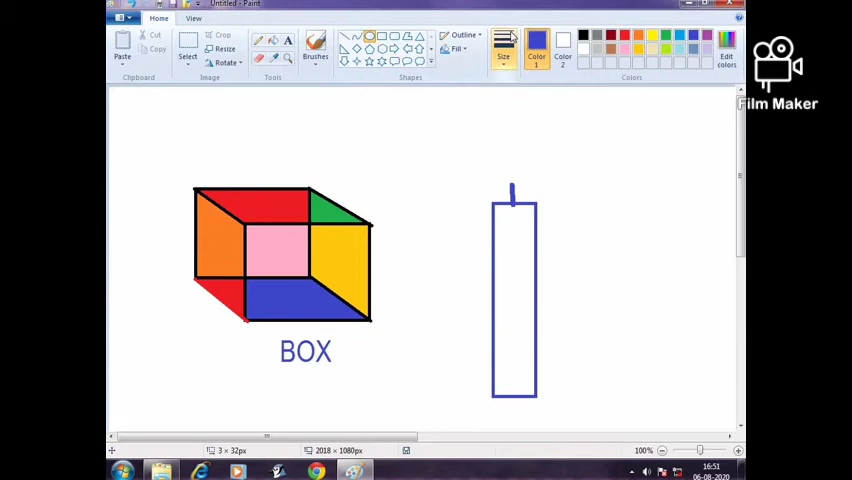 Untitled - Paint
Home
View
Cut
Copy
Paste
Clipboard
Select
Crop
Resize
Rotate
Image
A
Tools
Brushes
Outline
Fill
Shapes
Size
Color
1
Color
2
Edit
colors
Colors
Film Maker
BOX
3 × 32px
2018 × 1080px
100%
16:51
06-08-2020